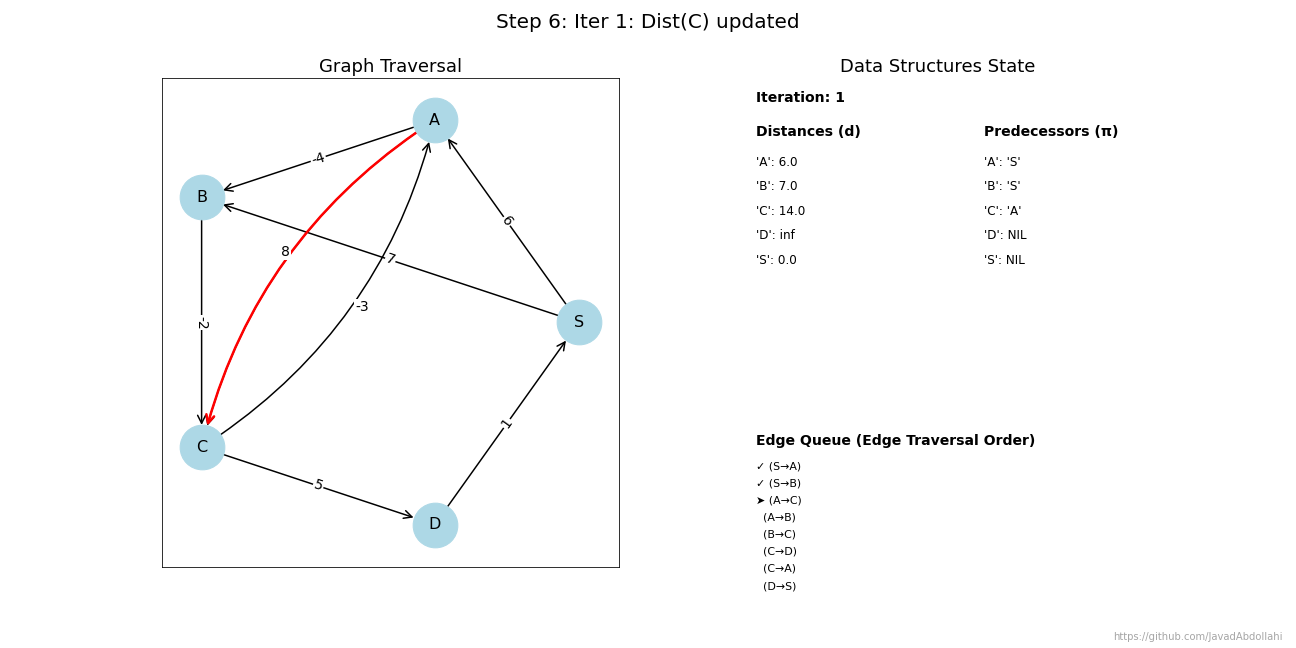 Step 6: Iter 1: Dist(C) updated
Graph Traversal
A
B
C
D
S
-4
8
-3
7
6
-2
5
1
Data Structures State
Iteration: 1
Distances (d)
'A': 6.0
'B': 7.0
'C': 14.0
'D': inf
'S': 0.0
Predecessors (π)
'A': 'S'
'B': 'S'
'C': 'A'
'D': NIL
'S': NIL
Edge Queue (Edge Traversal Order)
✓ (S→A)
✓ (S→B)
➤ (A→C)
(A→B)
(B→C)
(C→D)
(C→A)
(D→S)
https://github.com/JavadAbdollahi